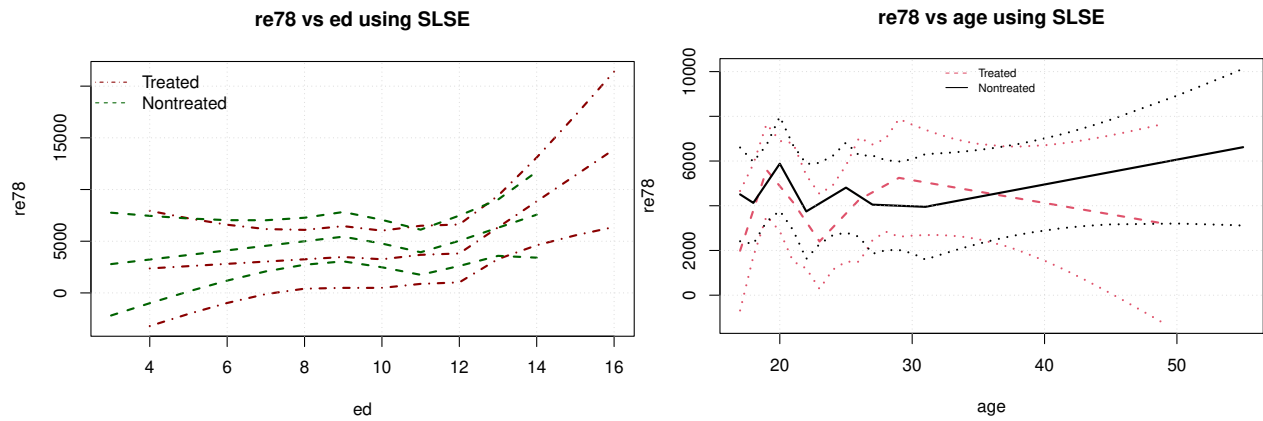 re78 vs ed using SLSE
Treated
Nontreated
re78
0
5000
15000
4
6
8
10
12
14
16
ed
re78 vs age using SLSE
Treated
Nontreated
re78
0
2000
6000
10000
20
30
40
50
age